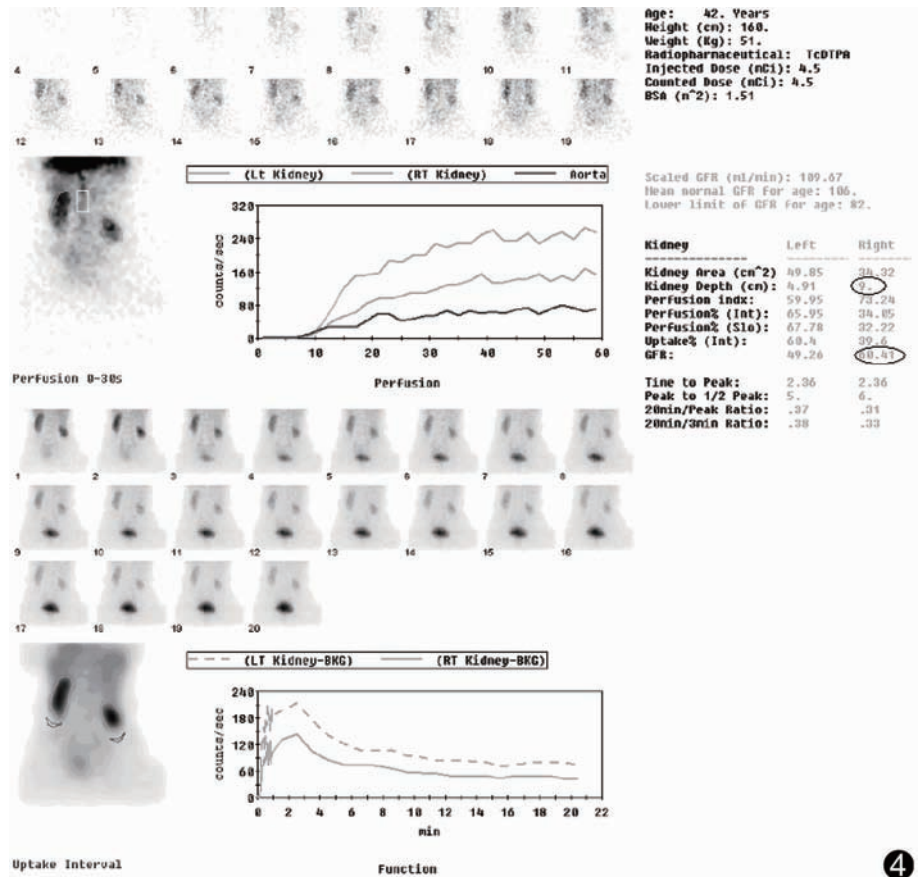 4 5 6 7 8 9 10 11
12 13 14 15 16 17 18 19
Perfusion 0-30s
(Lt Kidney) (RT Kidney) Aorta
320
240
160
80
0
counts/sec
0 10 20 30 40 50 60
Perfusion
Age: 42. Years
Height (cm): 160.
Weight (Kg): 51.
Radiopharmaceutical: TcDTPA
Injected Dose (mCi): 4.5
Counted Dose (mCi): 4.5
BSA (m^2): 1.51
Scaled GFR (ml/min): 109.67
Mean normal GFR for age: 106.
Lower limit of GFR for age: 82.
Kidney Left Right
Kidney Area (cm^2) 49.85 34.32
Kidney Depth (cm): 4.91 9.
Perfusion indx: 59.95 73.24
Perfusion% (Int): 65.95 34.05
Perfusion% (Slo): 67.78 32.22
Uptake% (Int): 60.4 39.6
GFR: 49.26 60.41
Time to Peak: 2.36 2.36
Peak to 1/2 Peak: 5. 6.
20min/Peak Ratio: .37 .31
20min/3min Ratio: .38 .33
1 2 3 4 5 6 7 8
9 10 11 12 13 14 15 16
17 18 19 20
Uptake Interval
(LT Kidney-BKG) (RT Kidney-BKG)
240
180
120
60
0
counts/sec
0 2 4 6 8 10 12 14 16 18 20 22
min
Function
4